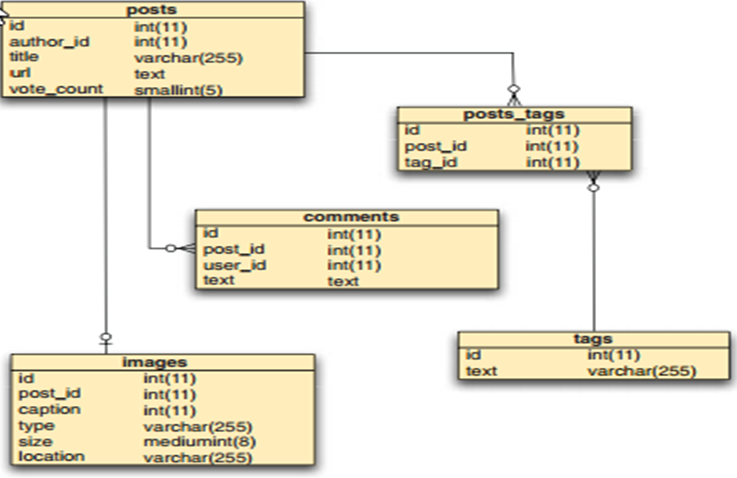 posts
id int(11)
author_id int(11)
title varchar(255)
url text
vote_count smallint(5)
posts_tags
id int(11)
post_id int(11)
tag_id int(11)
comments
id int(11)
post_id int(11)
user_id int(11)
text text
tags
id int(11)
text varchar(255)
images
id int(11)
post_id int(11)
caption int(11)
type varchar(255)
size mediumint(8)
location varchar(255)